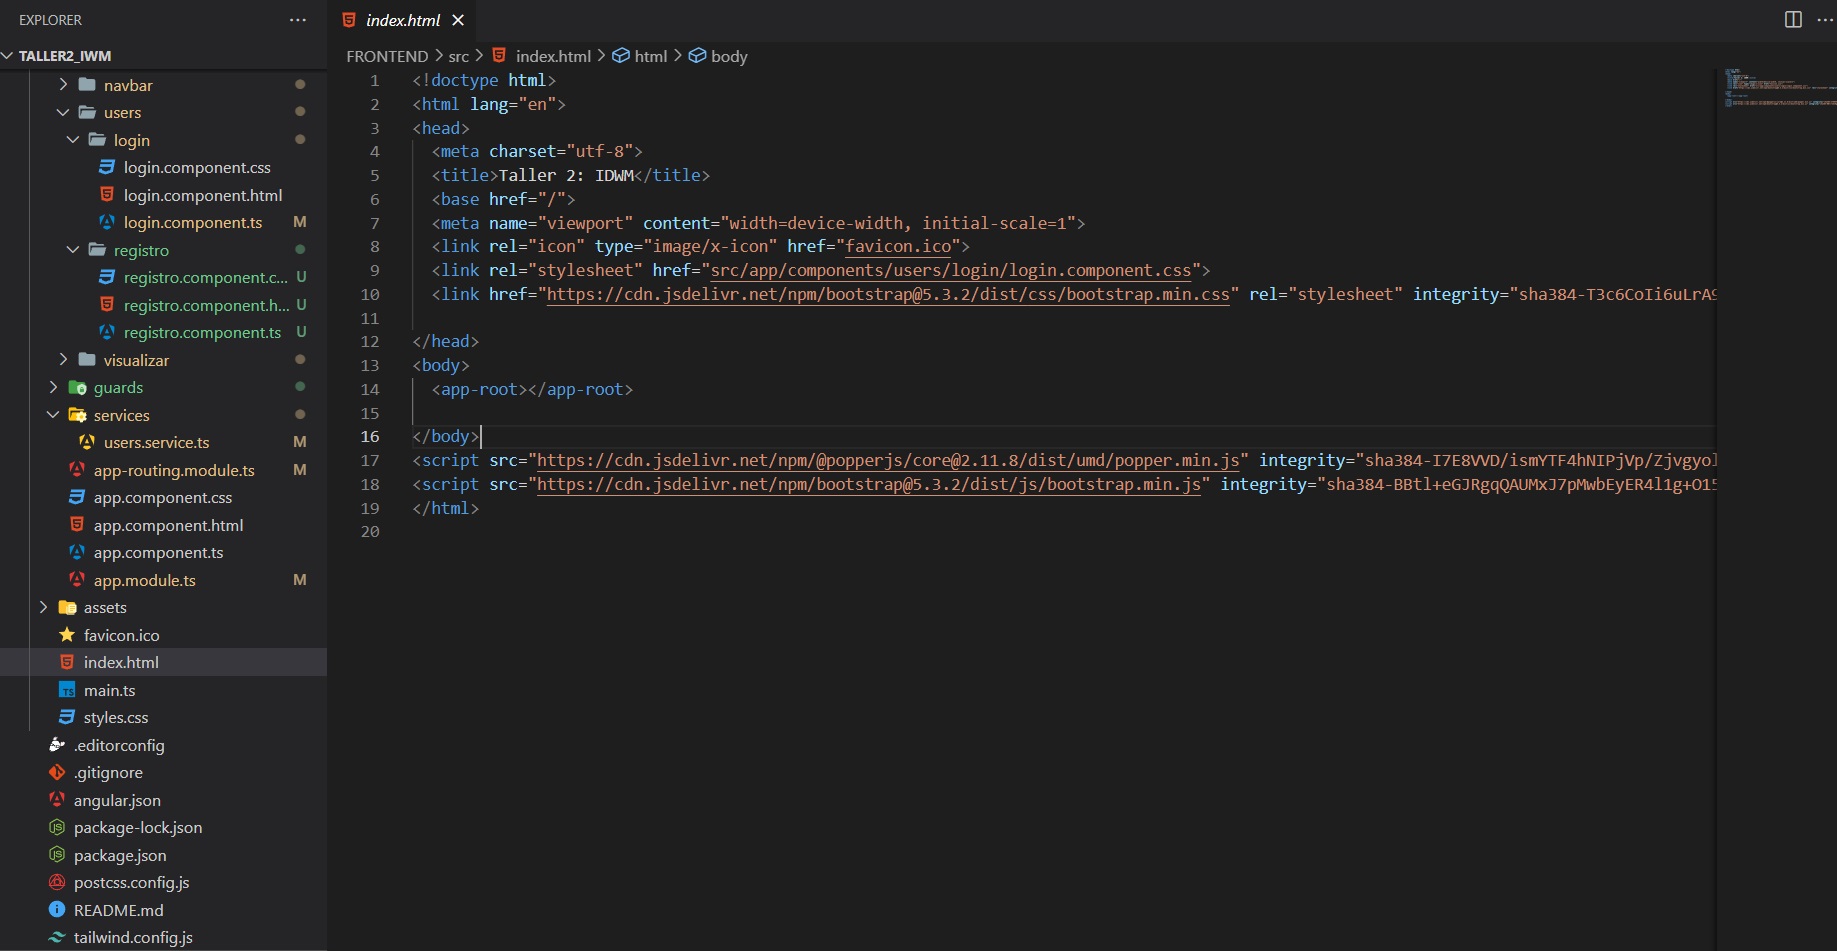 EXPLORER
TALLER2_IWM
navbar
users
login
login.component.css
login.component.html
login.component.ts M
registro
registro.component.c... U
registro.component.h... U
registro.component.ts U
visualizar
guards
services
users.service.ts M
app-routing.module.ts M
app.component.css
app.component.html
app.component.ts
app.module.ts M
assets
favicon.ico
index.html
main.ts
styles.css
.editorconfig
.gitignore
angular.json
package-lock.json
package.json
postcss.config.js
README.md
tailwind.config.js
index.html
FRONTEND > src > index.html > html > body
1 <!doctype html>
2 <html lang="en">
3 <head>
4 <meta charset="utf-8">
5 <title>Taller 2: IDWM</title>
6 <base href="/">
7 <meta name="viewport" content="width=device-width, initial-scale=1">
8 <link rel="icon" type="image/x-icon" href="favicon.ico">
9 <link rel="stylesheet" href="src/app/components/users/login/login.component.css">
10 <link href="https://cdn.jsdelivr.net/npm/bootstrap@5.3.2/dist/css/bootstrap.min.css" rel="stylesheet" integrity="sha384-T3c6CoIi6uLrA9
11
12 </head>
13 <body>
14 <app-root></app-root>
15
16 </body>
17 <script src="https://cdn.jsdelivr.net/npm/@popperjs/core@2.11.8/dist/umd/popper.min.js" integrity="sha384-I7E8VVD/ismYTF4hNIPjVp/Zjvgyol
18 <script src="https://cdn.jsdelivr.net/npm/bootstrap@5.3.2/dist/js/bootstrap.min.js" integrity="sha384-BBtl+eGJRgqQAUMxJ7pMwbEyER4l1g+O15
19 </html>
20